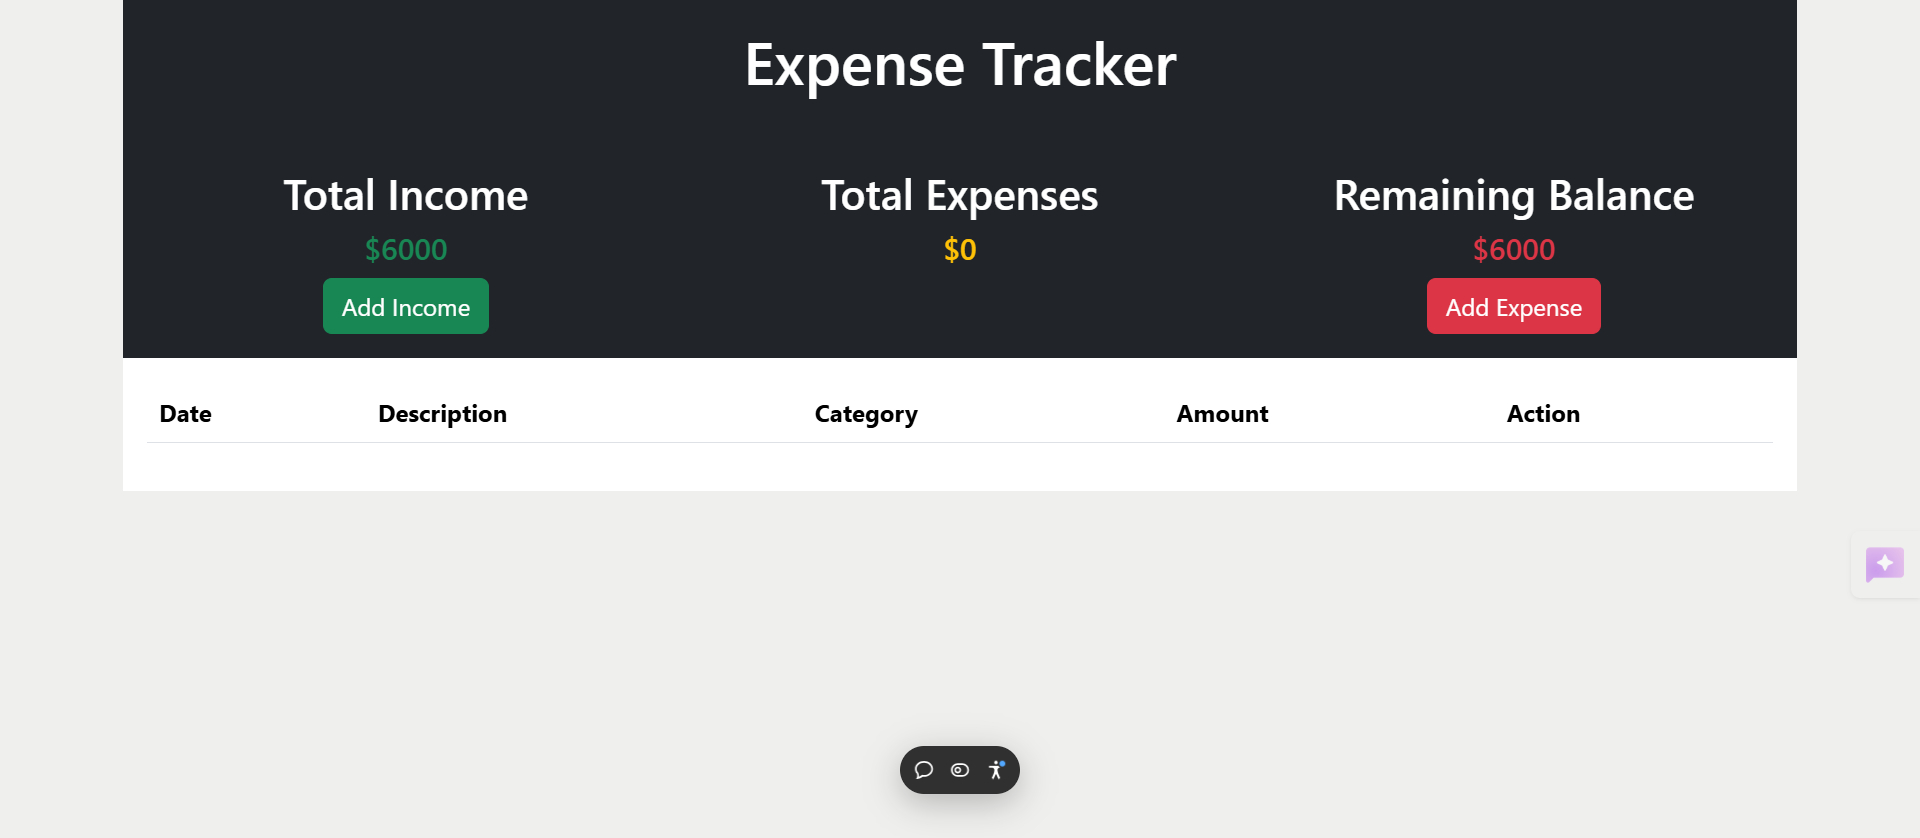 Expense Tracker
Total Income
$6000
Add Income
Total Expenses
$0
Remaining Balance
$6000
Add Expense
Date Description Category Amount Action